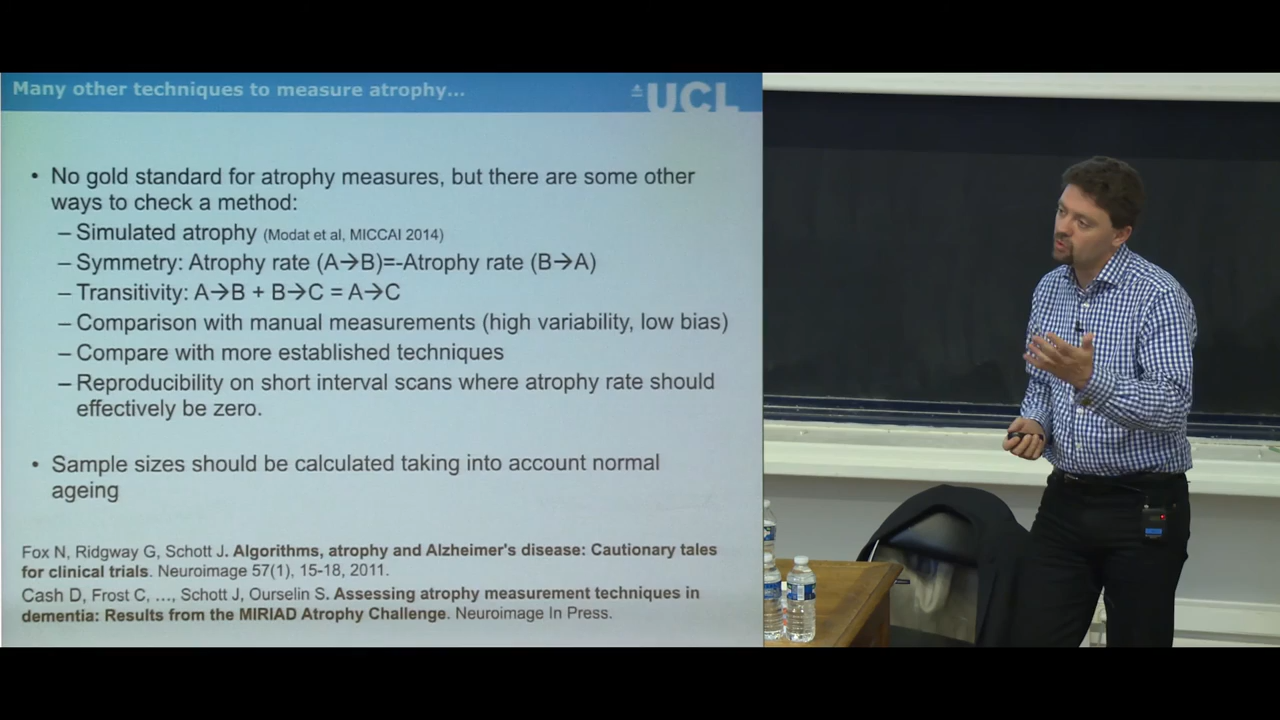 Many other techniques to measure atrophy...
UCL
• No gold standard for atrophy measures, but there are some other
ways to check a method:
– Simulated atrophy (Modat et al, MICCAI 2014)
– Symmetry: Atrophy rate (A→B)=-Atrophy rate (B→A)
– Transitivity: A→B + B→C = A→C
– Comparison with manual measurements (high variability, low bias)
– Compare with more established techniques
– Reproducibility on short interval scans where atrophy rate should
effectively be zero.
• Sample sizes should be calculated taking into account normal
ageing
Fox N, Ridgway G, Schott J. Algorithms, atrophy and Alzheimer's disease: Cautionary tales
for clinical trials. Neuroimage 57(1), 15-18, 2011.
Cash D, Frost C, ..., Schott J, Ourselin S. Assessing atrophy measurement techniques in
dementia: Results from the MIRIAD Atrophy Challenge. Neuroimage In Press.